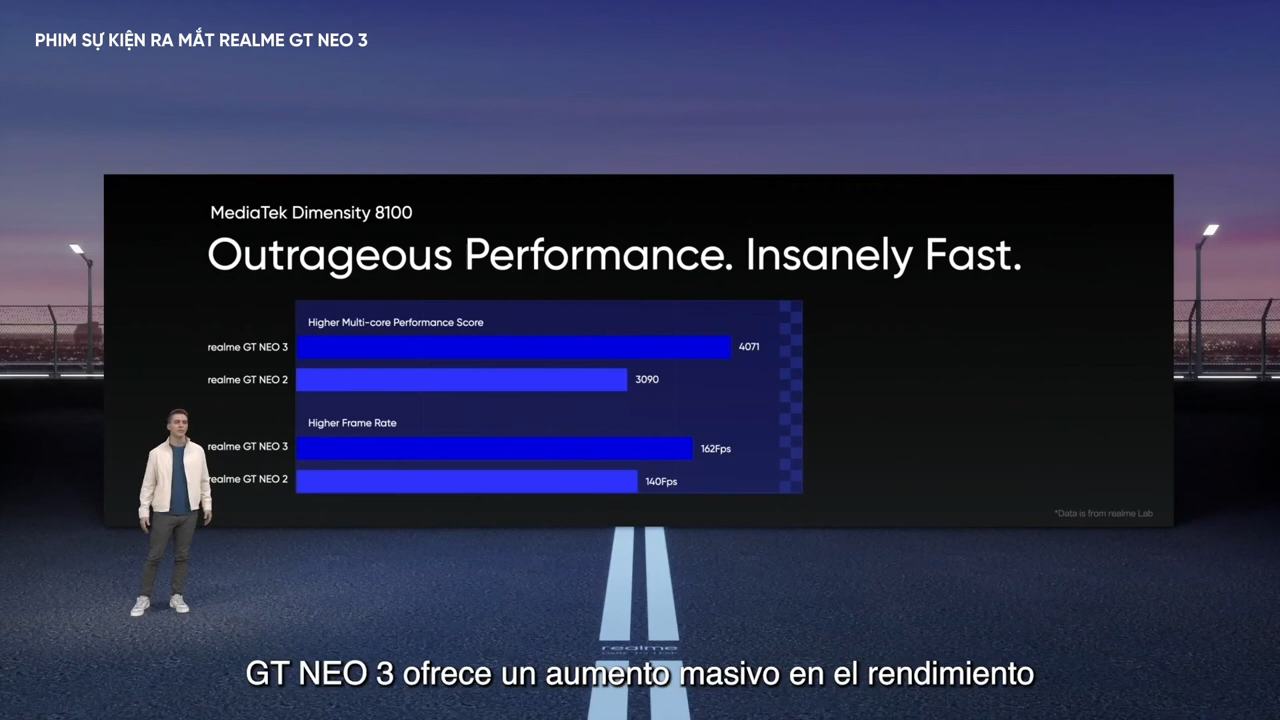 PHIM SỰ KIỆN RA MẮT REALME GT NEO 3
MediaTek Dimensity 8100
Outrageous Performance. Insanely Fast.
Higher Multi-core Performance Score
realme GT NEO 3
4071
realme GT NEO 2
3090
Higher Frame Rate
realme GT NEO 3
162Fps
realme GT NEO 2
140Fps
*Data is from realme Lab
realme
GT NEO 3 ofrece un aumento masivo en el rendimiento